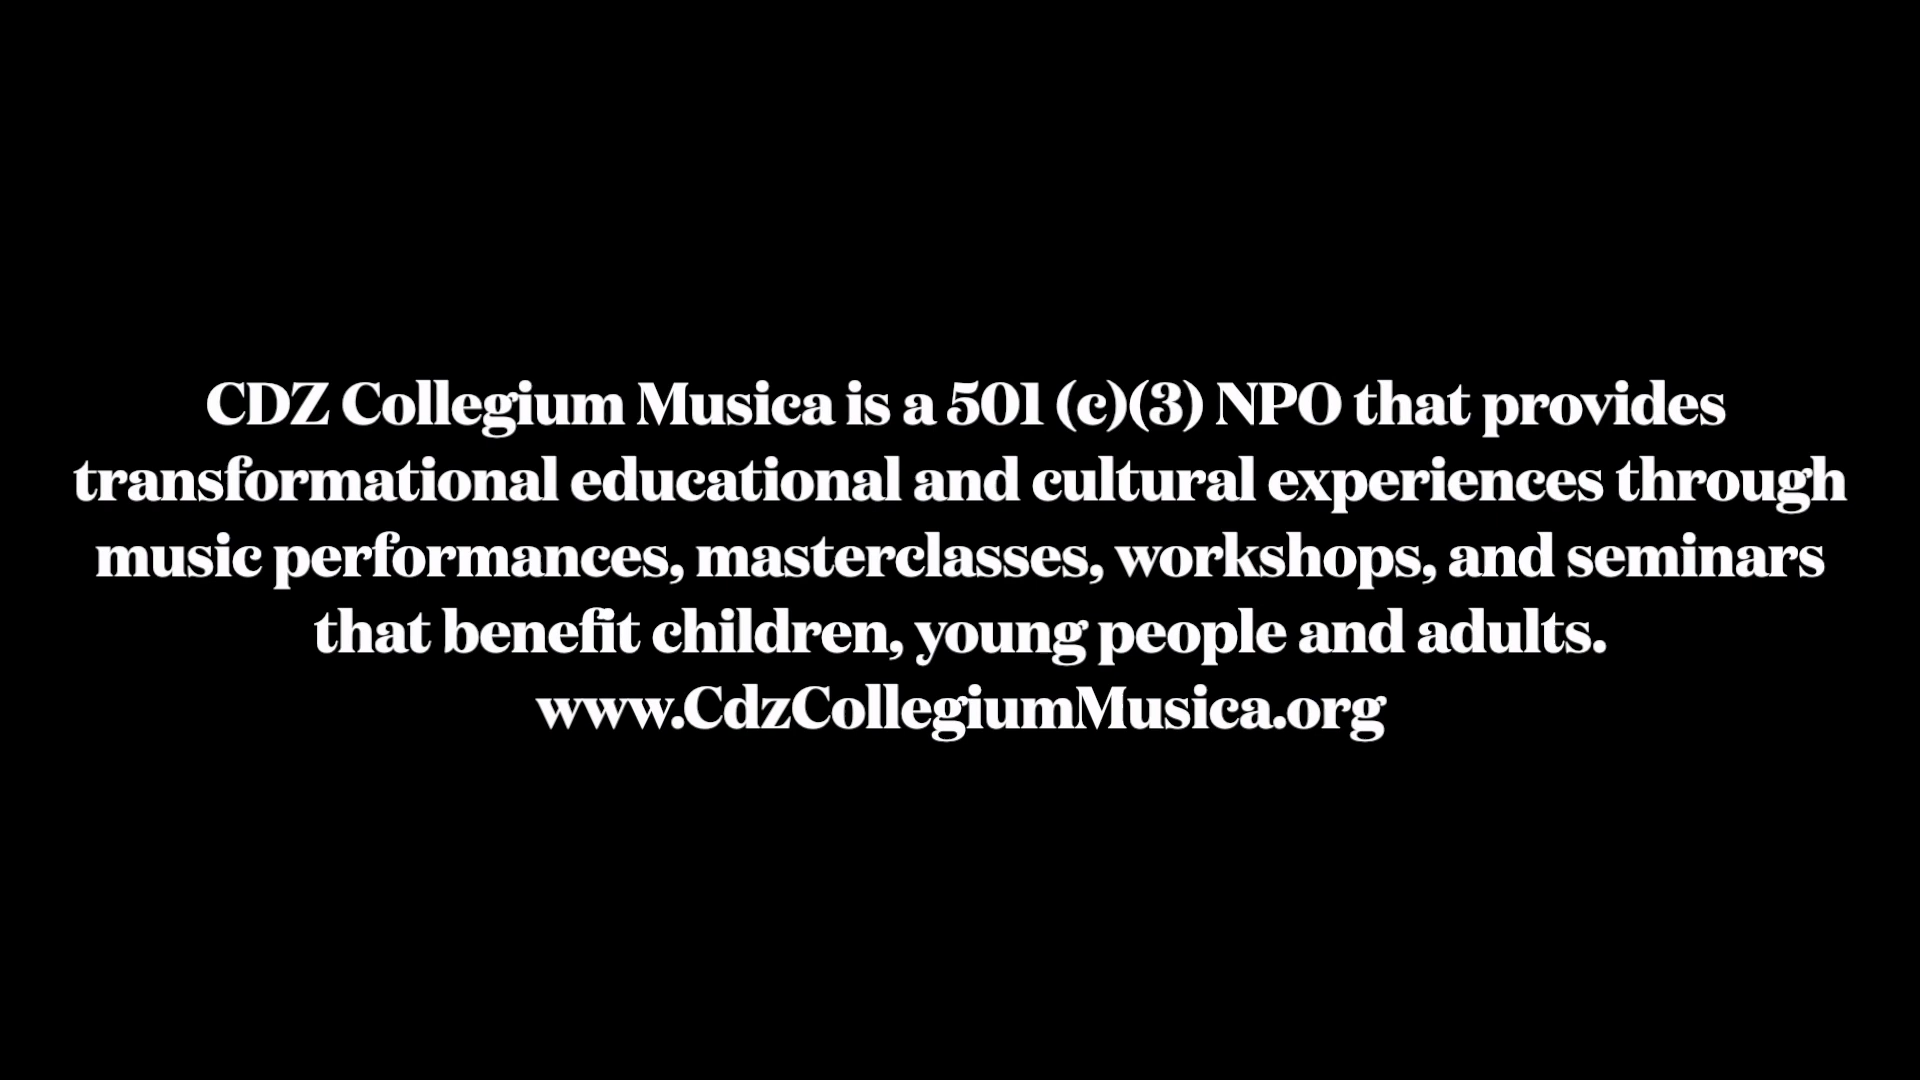 CDZ Collegium Musica is a 501 (c)(3) NPO that provides
transformational educational and cultural experiences through
music performances, masterclasses, workshops, and seminars
that benefit children, young people and adults.
www.CdzCollegiumMusica.org